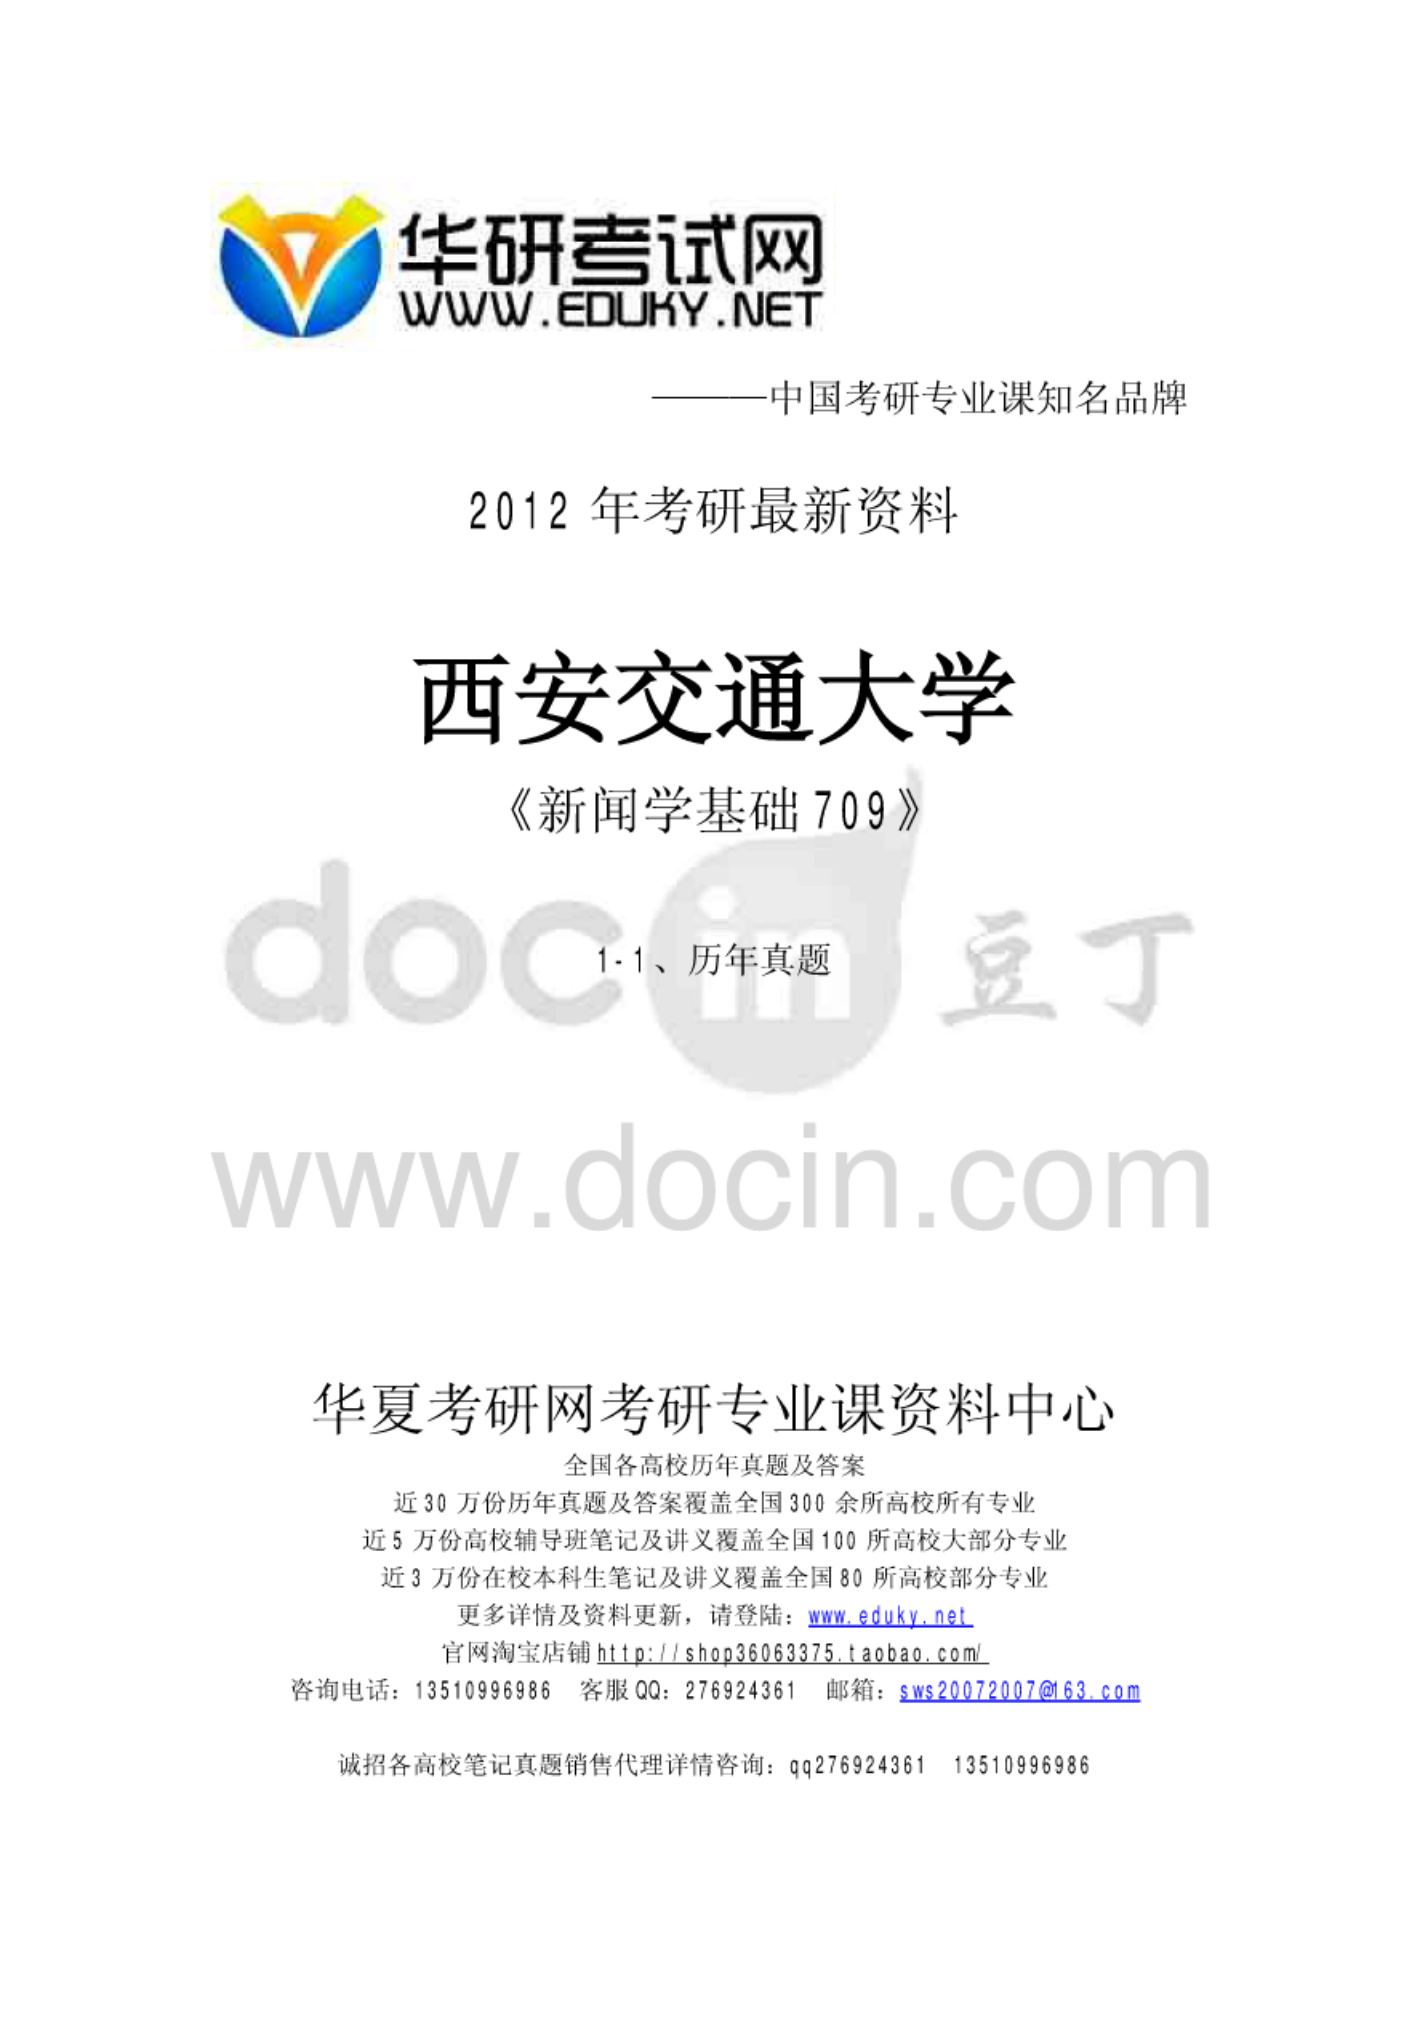 华研考试网
WWW.EDUKY.NET
———中国考研专业课知名品牌
2012 年考研最新资料
西安交通大学
《新闻学基础 709》
docin 豆丁
1-1、历年真题
www.docin.com
华夏考研网考研专业课资料中心
全国各高校历年真题及答案
近 30 万份历年真题及答案覆盖全国 300 余所高校所有专业
近 5 万份高校辅导班笔记及讲义覆盖全国 100 所高校大部分专业
近 3 万份在校本科生笔记及讲义覆盖全国 80 所高校部分专业
更多详情及资料更新，请登陆：www.eduky.net
官网淘宝店铺 http://shop36063375.taobao.com/
咨询电话：13510996986 客服 QQ：276924361 邮箱：sws20072007@163.com
诚招各高校笔记真题销售代理详情咨询：qq276924361 13510996986